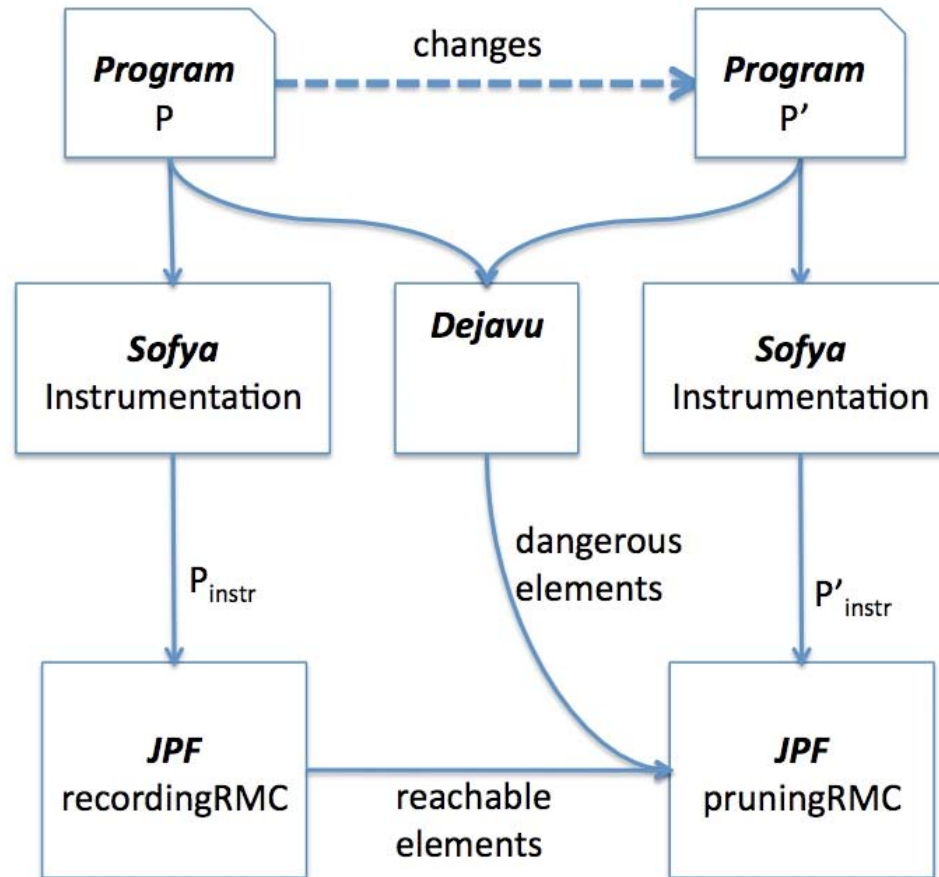 changes
Program
P
Program
P’
Sofya
Instrumentation
Dejavu
Sofya
Instrumentation
dangerous
elements
Pinstr
P’instr
JPF
recordingRMC
reachable
elements
JPF
pruningRMC